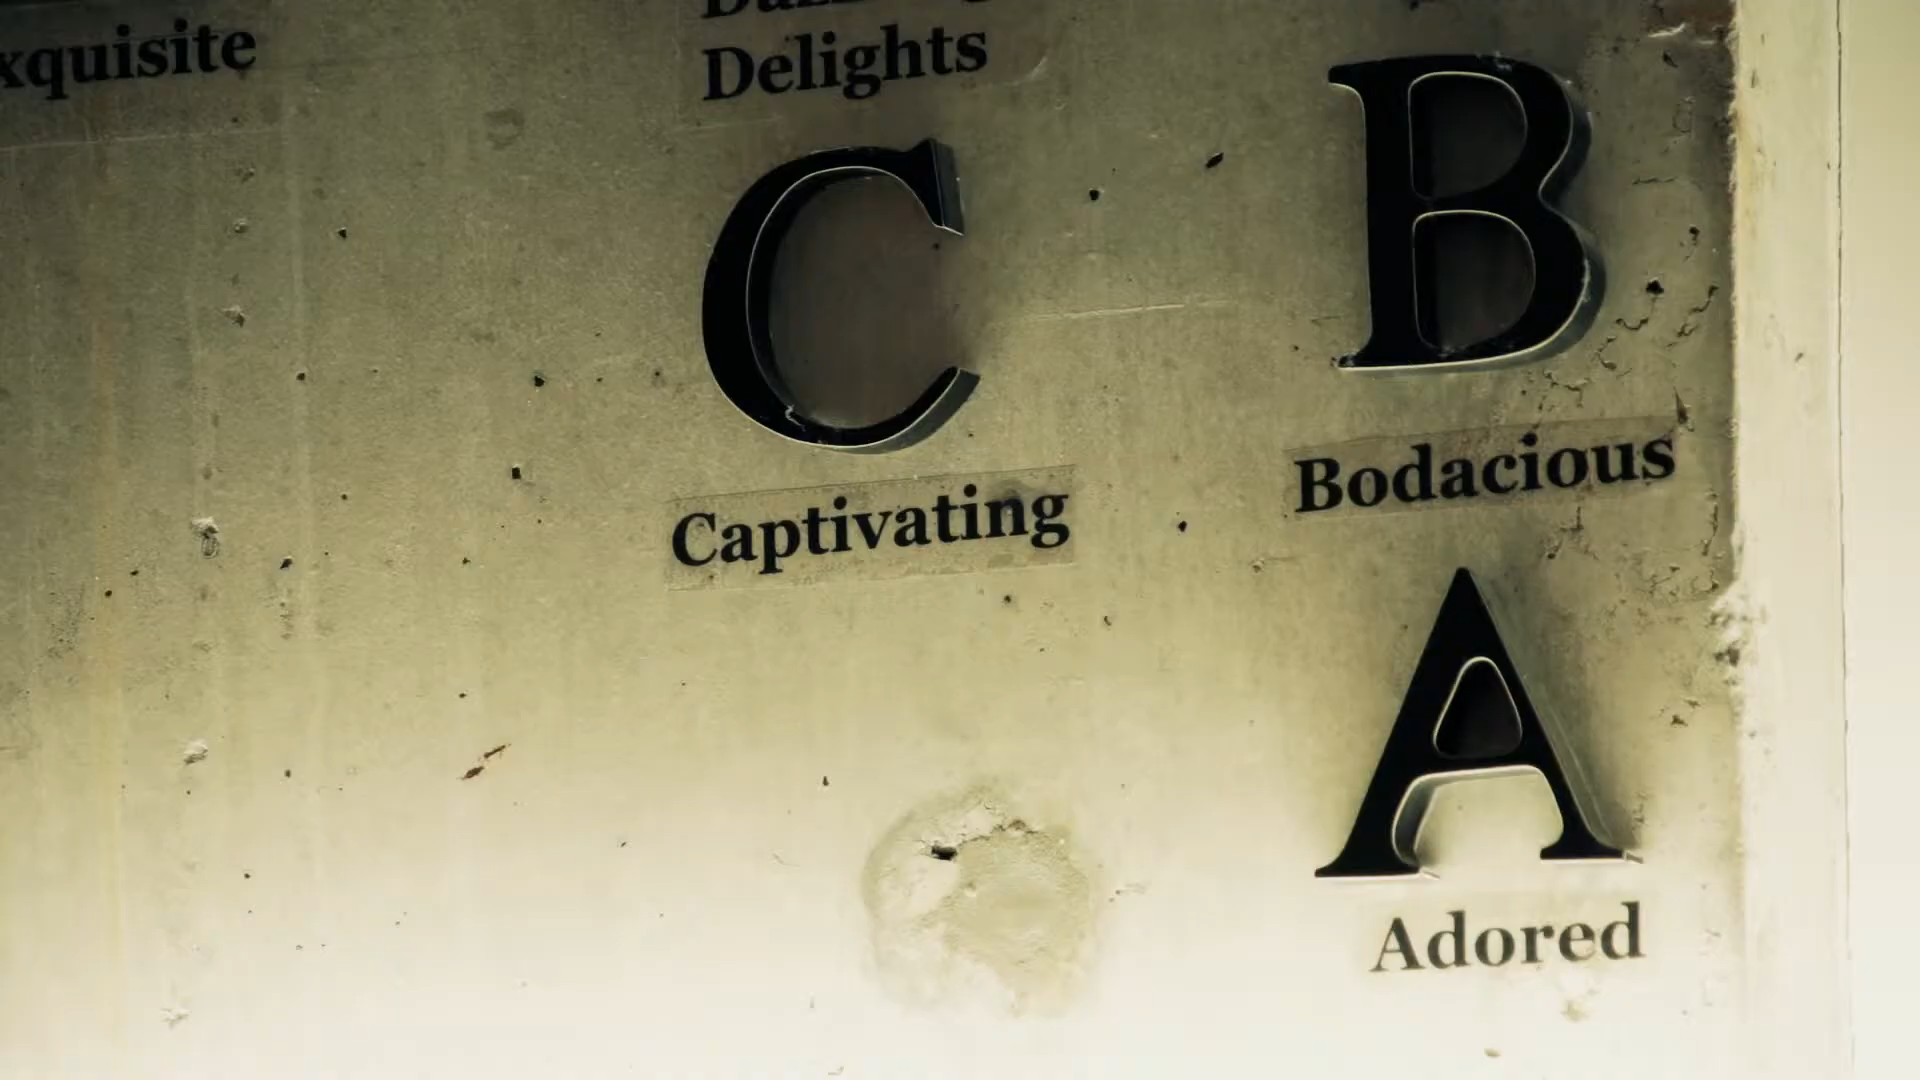 xquisite
Delights
C
Captivating
B
Bodacious
A
Adored